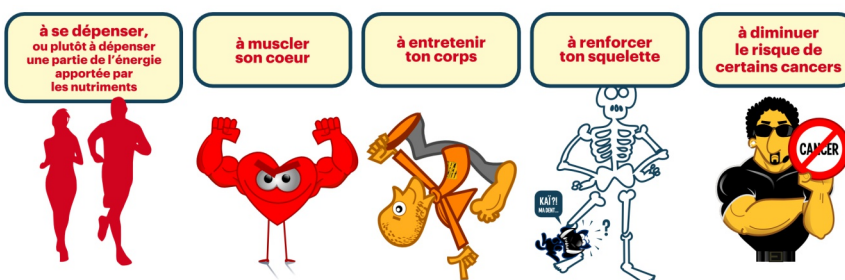 à se dépenser,
ou plutôt à dépenser
une partie de l'énergie
apportée par
les nutriments
à muscler
son coeur
à entretenir
ton corps
à renforcer
ton squelette
à diminuer
le risque de
certains cancers
CANCER
KAÏ?!
MA DENT...
?